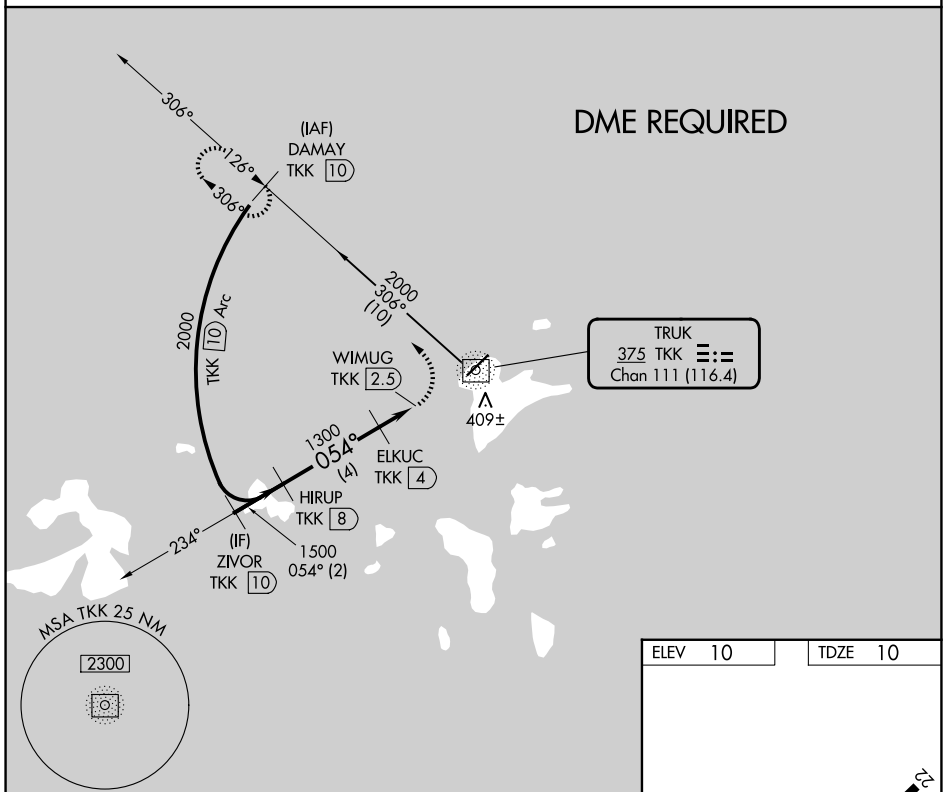 DME REQUIRED
306°
(IAF)
DAMAY
TKK 10
126°
306°
2000
306°
(10)
2000
TKK 10 Arc
TRUK
375 TKK
Chan 111 (116.4)
WIMUG
TKK 2.5
409±
1300
054°
(4)
ELKUC
TKK 4
HIRUP
TKK 8
234°
(IF)
ZIVOR
TKK 10
1500
054° (2)
MSA TKK 25 NM
2300
ELEV 10
TDZE 10
22